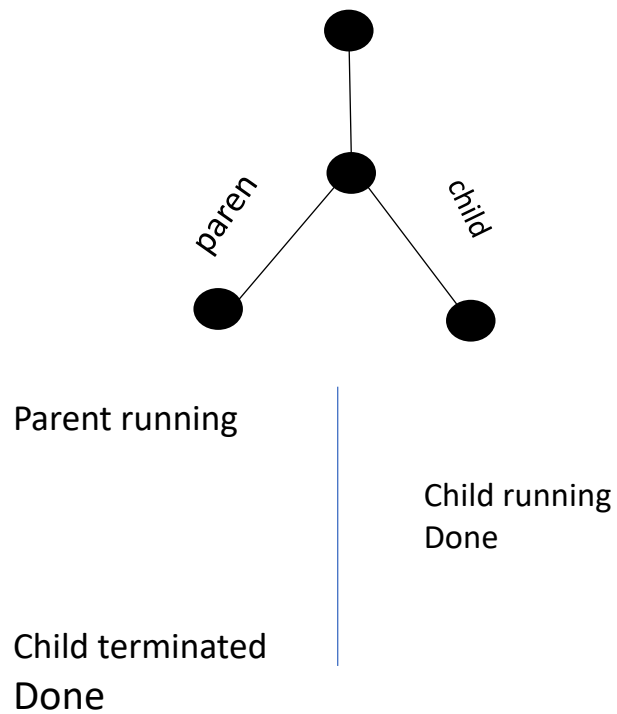 paren
child
Parent running
Child running
Done
Child terminated
Done